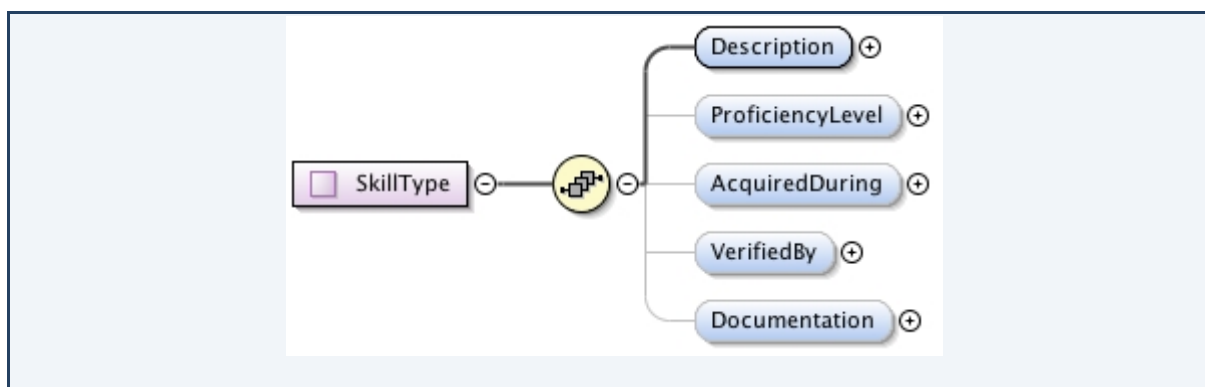 Description
ProficiencyLevel
SkillType
AcquiredDuring
VerifiedBy
Documentation